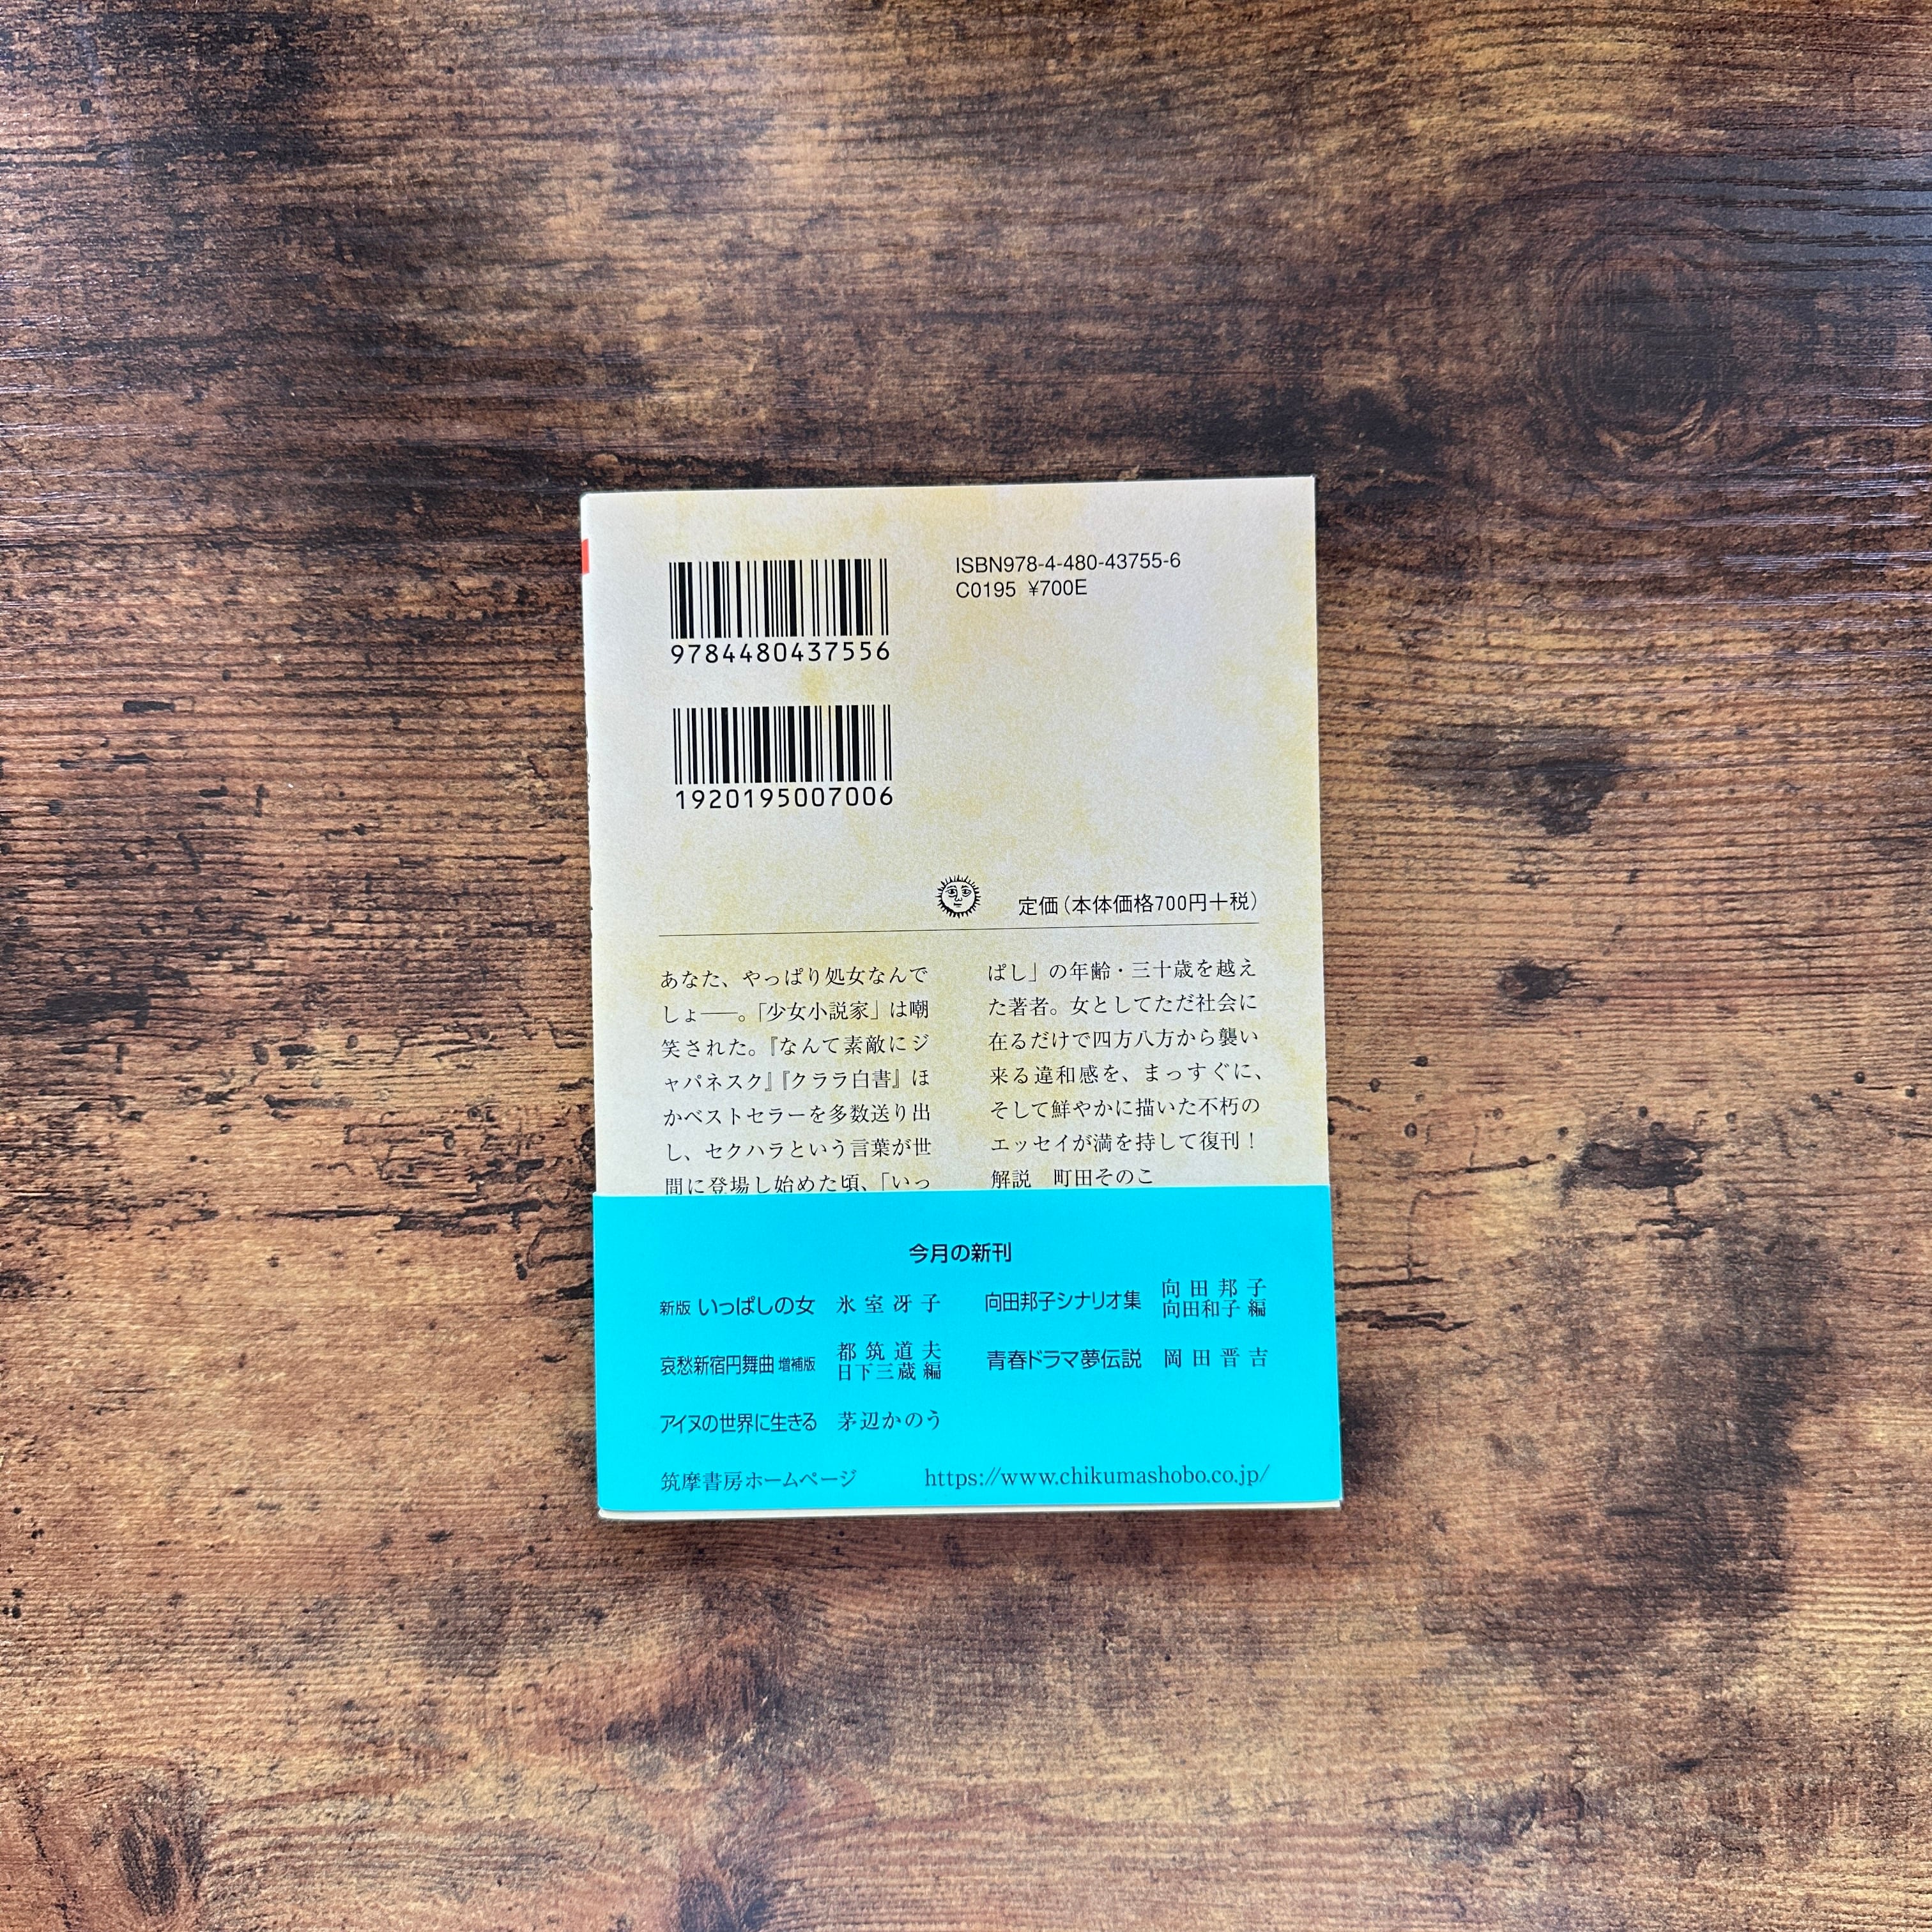 ISBN978-4-480-43755-6
C0195 ¥700E
9784480437556
1920195007006
定価(本体価格700円+税)
あなた、やっぱり処女なんで
しょ――。「少女小説家」は嘲
笑された。『なんて素敵にジ
ャパネスク』『クララ白書』ほ
かベストセラーを多数送り出
し、セクハラという言葉が世
間に登場し始めた頃、「いっ
ぱし」の年齢・三十歳を越え
た著者。女としてただ社会に
在るだけで四方八方から襲い
来る違和感を、まっすぐに、
そして鮮やかに描いた不朽の
エッセイが満を持して復刊！
解説　町田そのこ
今月の新刊
新版 いっぱしの女　氷室冴子
哀愁新宿円舞曲 増補版　都筑道夫
日下三蔵 編
アイヌの世界に生きる　茅辺かのう
向田邦子シナリオ集　向田邦子
向田和子 編
青春ドラマ夢伝説　岡田晋吉
筑摩書房ホームページ　https://www.chikumashobo.co.jp/